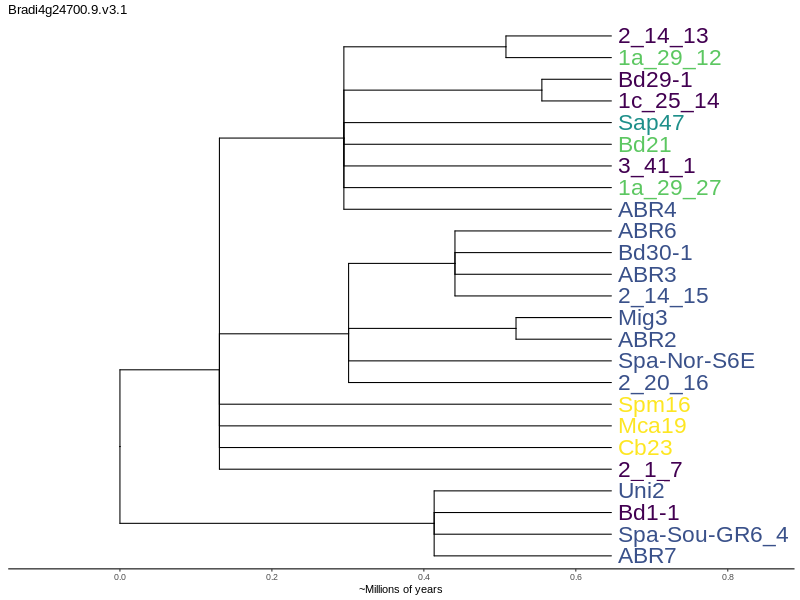 Bradi4g24700.9.v3.1
2_14_13
1a_29_12
Bd29-1
1c_25_14
Sap47
Bd21
3_41_1
1a_29_27
ABR4
ABR6
Bd30-1
ABR3
2_14_15
Mig3
ABR2
Spa-Nor-S6E
2_20_16
Spm16
Mca19
Cb23
2_1_7
Uni2
Bd1-1
Spa-Sou-GR6_4
ABR7
0.0 0.2 0.4 0.6 0.8
~Millions of years